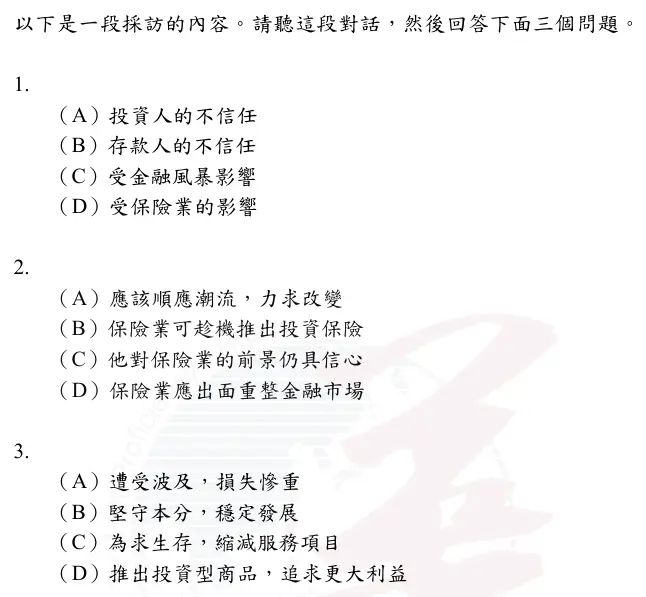 以下是一段採訪的內容。請聽這段對話，然後回答下面三個問題。
1.
（A）投資人的不信任
（B）存款人的不信任
（C）受金融風暴影響
（D）受保險業的影響
2.
（A）應該順應潮流，力求改變
（B）保險業可趁機推出投資保險
（C）他對保險業的前景仍具信心
（D）保險業應出面重整金融市場
3.
（A）遭受波及，損失慘重
（B）堅守本分，穩定發展
（C）為求生存，縮減服務項目
（D）推出投資型商品，追求更大利益